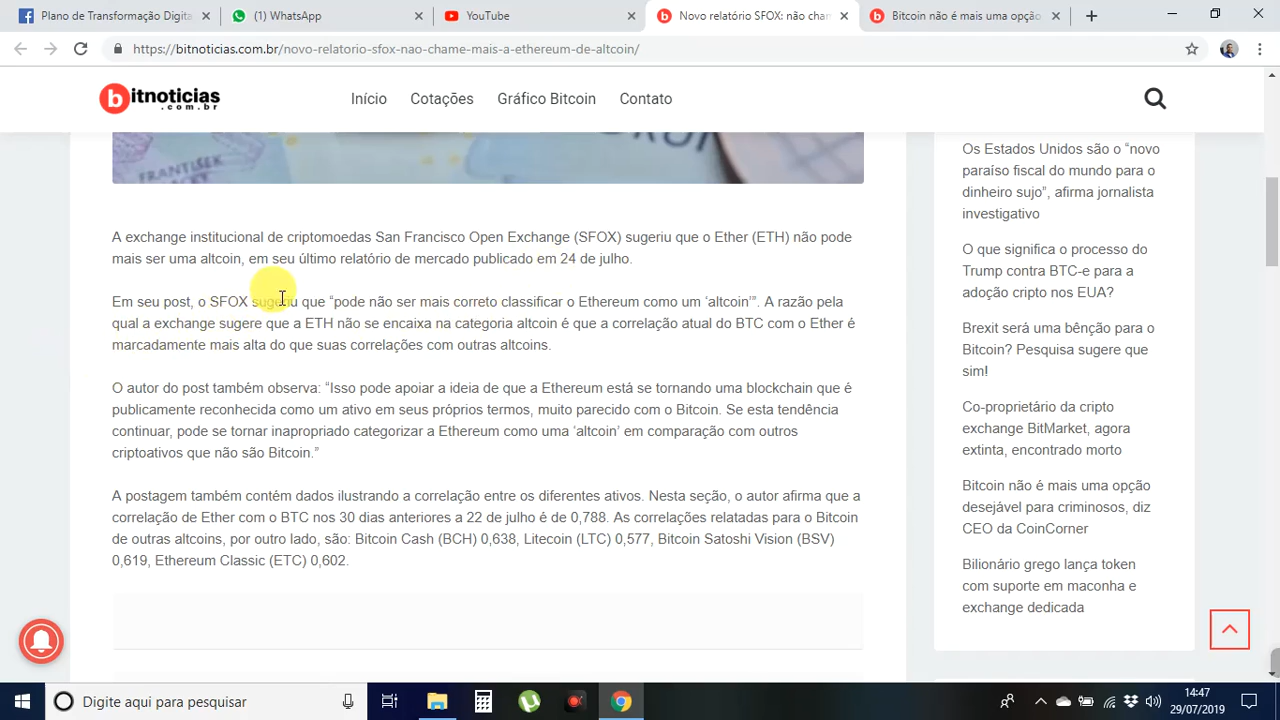 Plano de Transformação Digita
(1) WhatsApp
YouTube
Novo relatório SFOX: não cham
Bitcoin não é mais uma opção
https://bitnoticias.com.br/novo-relatorio-sfox-nao-chame-mais-a-ethereum-de-altcoin/
bitnoticias
.com.br
Início
Cotações
Gráfico Bitcoin
Contato
FRANTIŠEK
A exchange institucional de criptomoedas San Francisco Open Exchange (SFOX) sugeriu que o Ether (ETH) não pode
mais ser uma altcoin, em seu último relatório de mercado publicado em 24 de julho.
Em seu post, o SFOX sugeriu que “pode não ser mais correto classificar o Ethereum como um ‘altcoin’”. A razão pela
qual a exchange sugere que a ETH não se encaixa na categoria altcoin é que a correlação atual do BTC com o Ether é
marcadamente mais alta do que suas correlações com outras altcoins.
O autor do post também observa: “Isso pode apoiar a ideia de que a Ethereum está se tornando uma blockchain que é
publicamente reconhecida como um ativo em seus próprios termos, muito parecido com o Bitcoin. Se esta tendência
continuar, pode se tornar inapropriado categorizar a Ethereum como uma ‘altcoin’ em comparação com outros
criptoativos que não são Bitcoin.”
A postagem também contém dados ilustrando a correlação entre os diferentes ativos. Nesta seção, o autor afirma que a
correlação de Ether com o BTC nos 30 dias anteriores a 22 de julho é de 0,788. As correlações relatadas para o Bitcoin
de outras altcoins, por outro lado, são: Bitcoin Cash (BCH) 0,638, Litecoin (LTC) 0,577, Bitcoin Satoshi Vision (BSV)
0,619, Ethereum Classic (ETC) 0,602.
Os Estados Unidos são o “novo
paraíso fiscal do mundo para o
dinheiro sujo”, afirma jornalista
investigativo
O que significa o processo do
Trump contra BTC-e para a
adoção cripto nos EUA?
Brexit será uma bênção para o
Bitcoin? Pesquisa sugere que
sim!
Co-proprietário da cripto
exchange BitMarket, agora
extinta, encontrado morto
Bitcoin não é mais uma opção
desejável para criminosos, diz
CEO da CoinCorner
Bilionário grego lança token
com suporte em maconha e
exchange dedicada
Digite aqui para pesquisar
14:47
29/07/2019